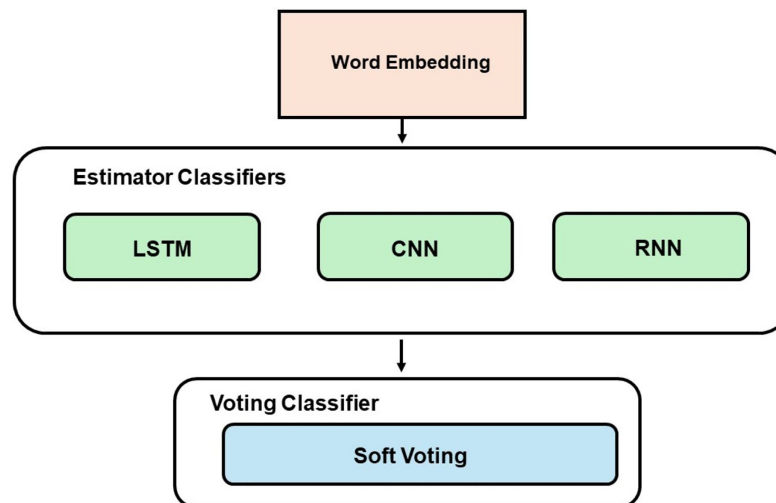 Word Embedding
Estimator Classifiers
LSTM
CNN
RNN
Voting Classifier
Soft Voting